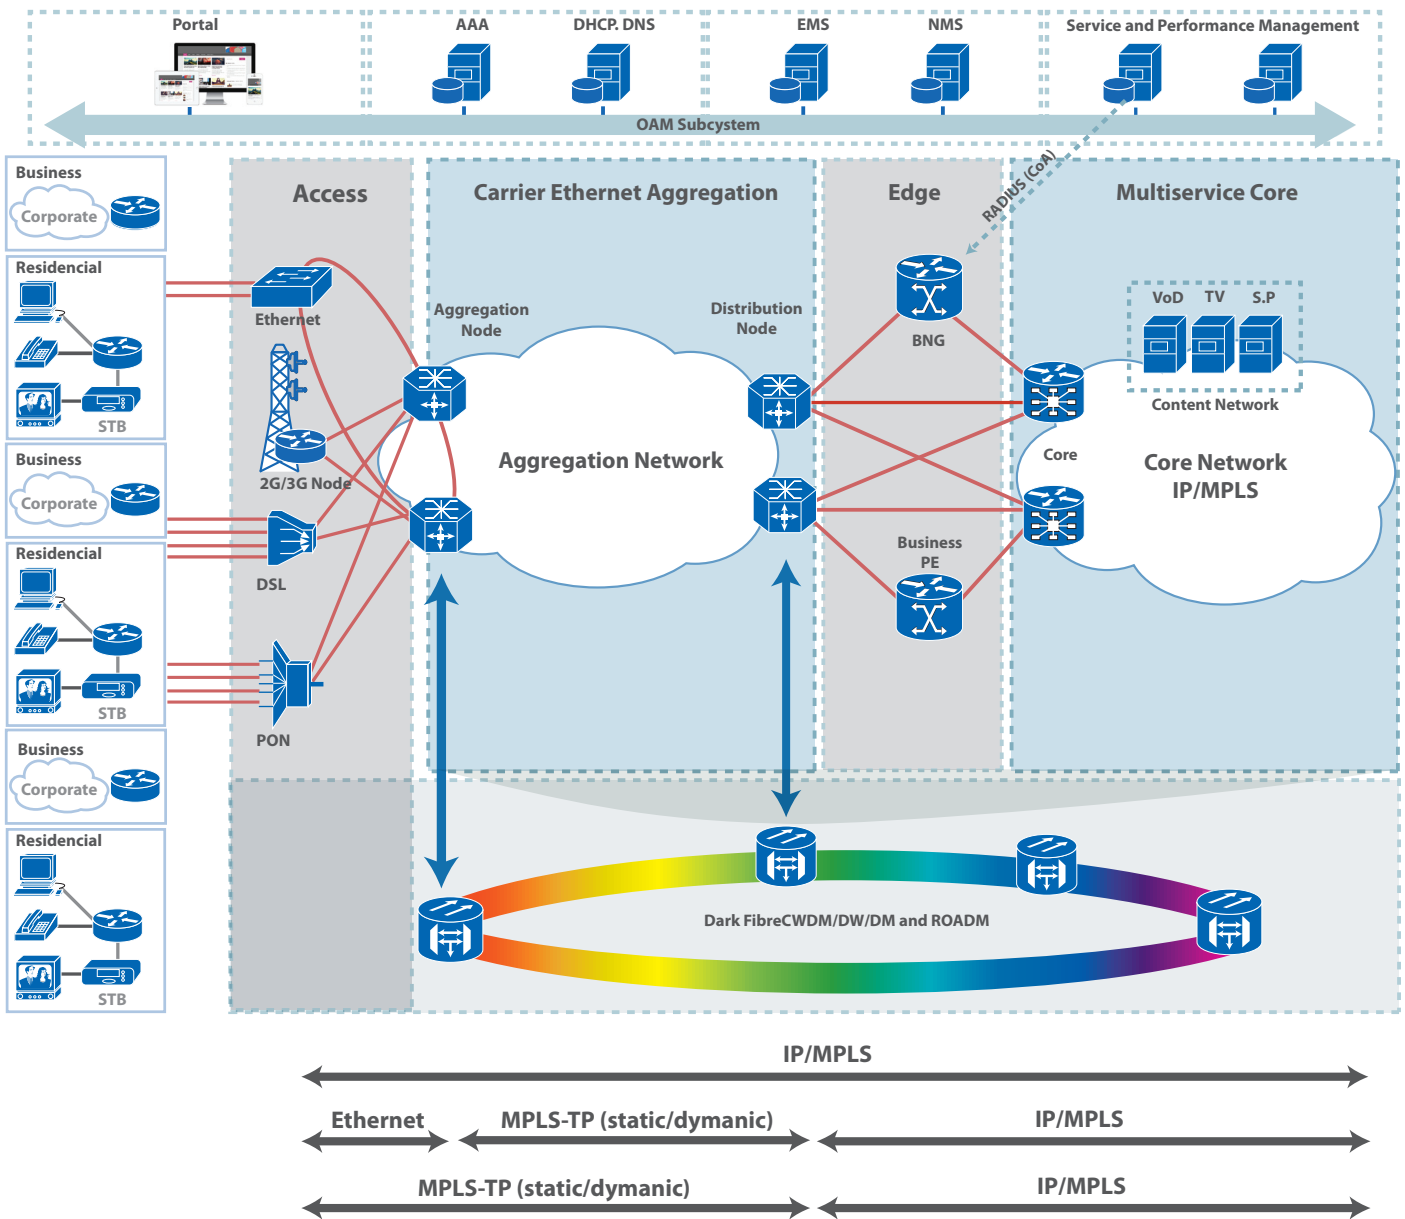 Portal
AAA
DHCP. DNS
EMS
NMS
Service and Performance Management
OAM Subcystem
RADIUS (CoA)
Business
Corporate
Residencial
STB
Business
Corporate
Residencial
STB
Business
Corporate
Residencial
STB
Access
Ethernet
2G/3G Node
DSL
PON
Carrier Ethernet Aggregation
Aggregation
Node
Distribution
Node
Aggregation Network
Edge
BNG
Business
PE
Multiservice Core
VoD
TV
S.P
Content Network
Core
Core Network
IP/MPLS
Dark FibreCWDM/DW/DM and ROADM
IP/MPLS
Ethernet
MPLS-TP (static/dymanic)
IP/MPLS
MPLS-TP (static/dymanic)
IP/MPLS